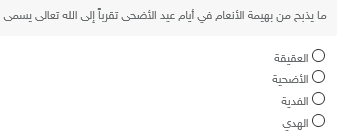 ما يذبح من بهيمة الأنعام في أيام عيد الأضحى تقرباً إلى الله تعالى يسمى
العقيقة
الأضحية
الفدية
الهدي